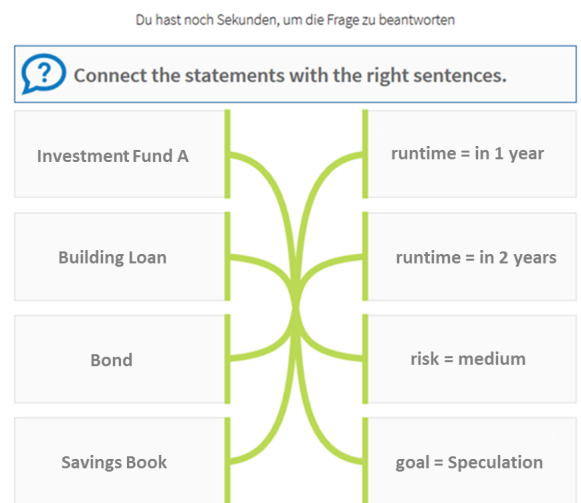 Du hast noch Sekunden, um die Frage zu beantworten
? Connect the statements with the right sentences.
Investment Fund A
runtime = in 1 year
Building Loan
runtime = in 2 years
Bond
risk = medium
Savings Book
goal = Speculation